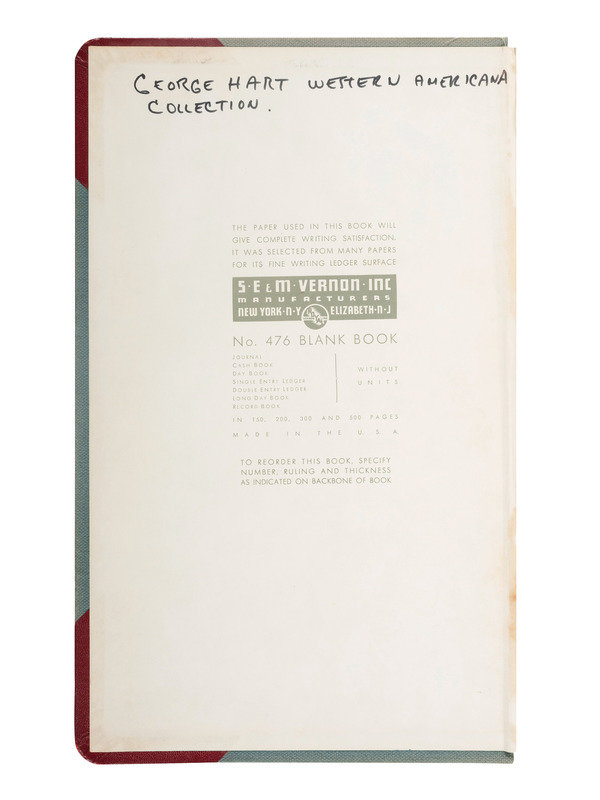 GEORGE HART WESTERN AMERICANA
COLLECTION.
THE PAPER USED IN THIS BOOK WILL
GIVE COMPLETE WRITING SATISFACTION.
IT WAS SELECTED FROM MANY PAPERS
FOR ITS FINE WRITING LEDGER SURFACE
S·E & M·VERNON·INC
MANUFACTURERS
NEW YORK·N·Y ELIZABETH·N·J
No. 476 BLANK BOOK
JOURNAL
CASH BOOK
DAY BOOK
SINGLE ENTRY LEDGER
DOUBLE ENTRY LEDGER
LONG DAY BOOK
RECORD BOOK
WITHOUT
UNITS
IN 150, 200, 300 AND 500 PAGES
MADE IN THE U.S.A
TO REORDER THIS BOOK, SPECIFY
NUMBER, RULING AND THICKNESS
AS INDICATED ON BACKBONE OF BOOK